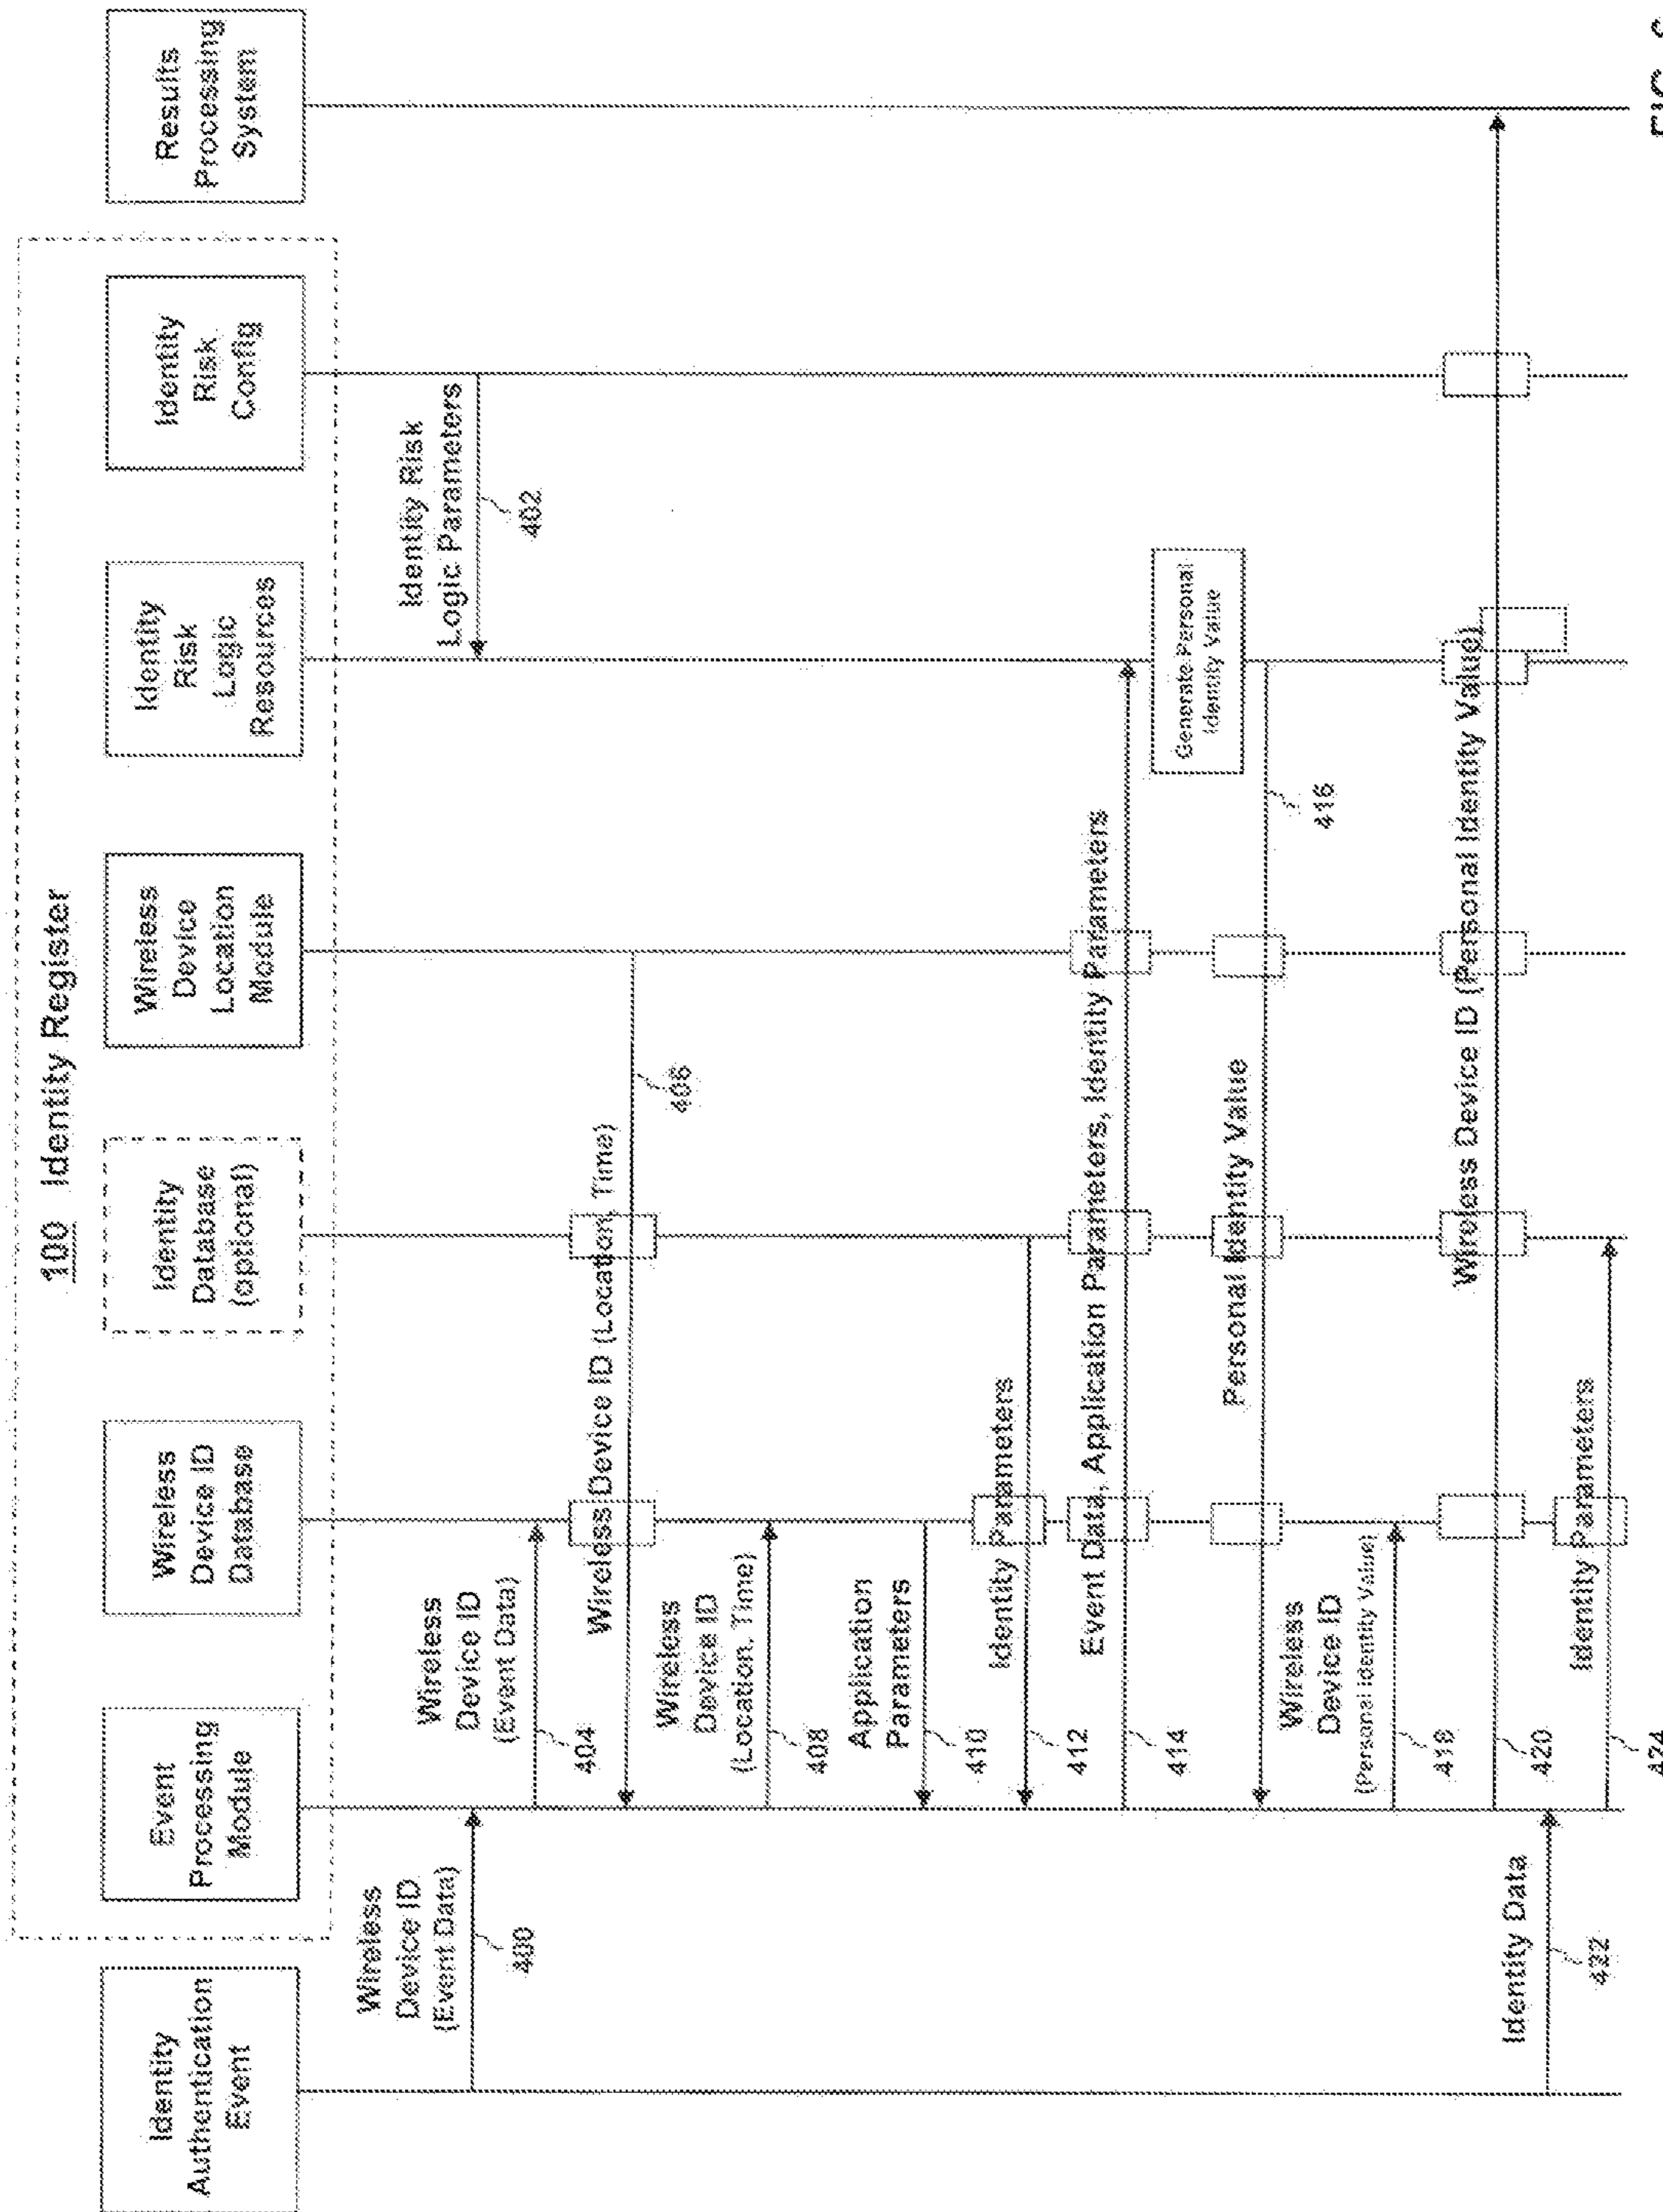 100 Identity Register
Identity
Authentication
Event
Event
Processing
Module
Wireless
Device ID
Database
Identity
Database
(optional)
Wireless
Device
Location
Module
Identity
Risk
Logic
Resources
Identity
Risk
Config
Results
Processing
System
Wireless
Device ID
(Event Data)
400
Identity Risk
Logic Parameters
402
Wireless
Device ID
(Event Data)
404
Wireless Device ID (Location, Time)
406
Wireless
Device ID
(Location, Time)
408
Application
Parameters
410
Identity Parameters
412
Event Data, Application Parameters, Identity Parameters
414
Generate Personal
Identity Value
Personal Identity Value
416
Wireless
Device ID
(Personal Identity Value)
418
Wireless Device ID (Personal Identity Value)
420
Identity Data
422
Identity Parameters
424
FIG.